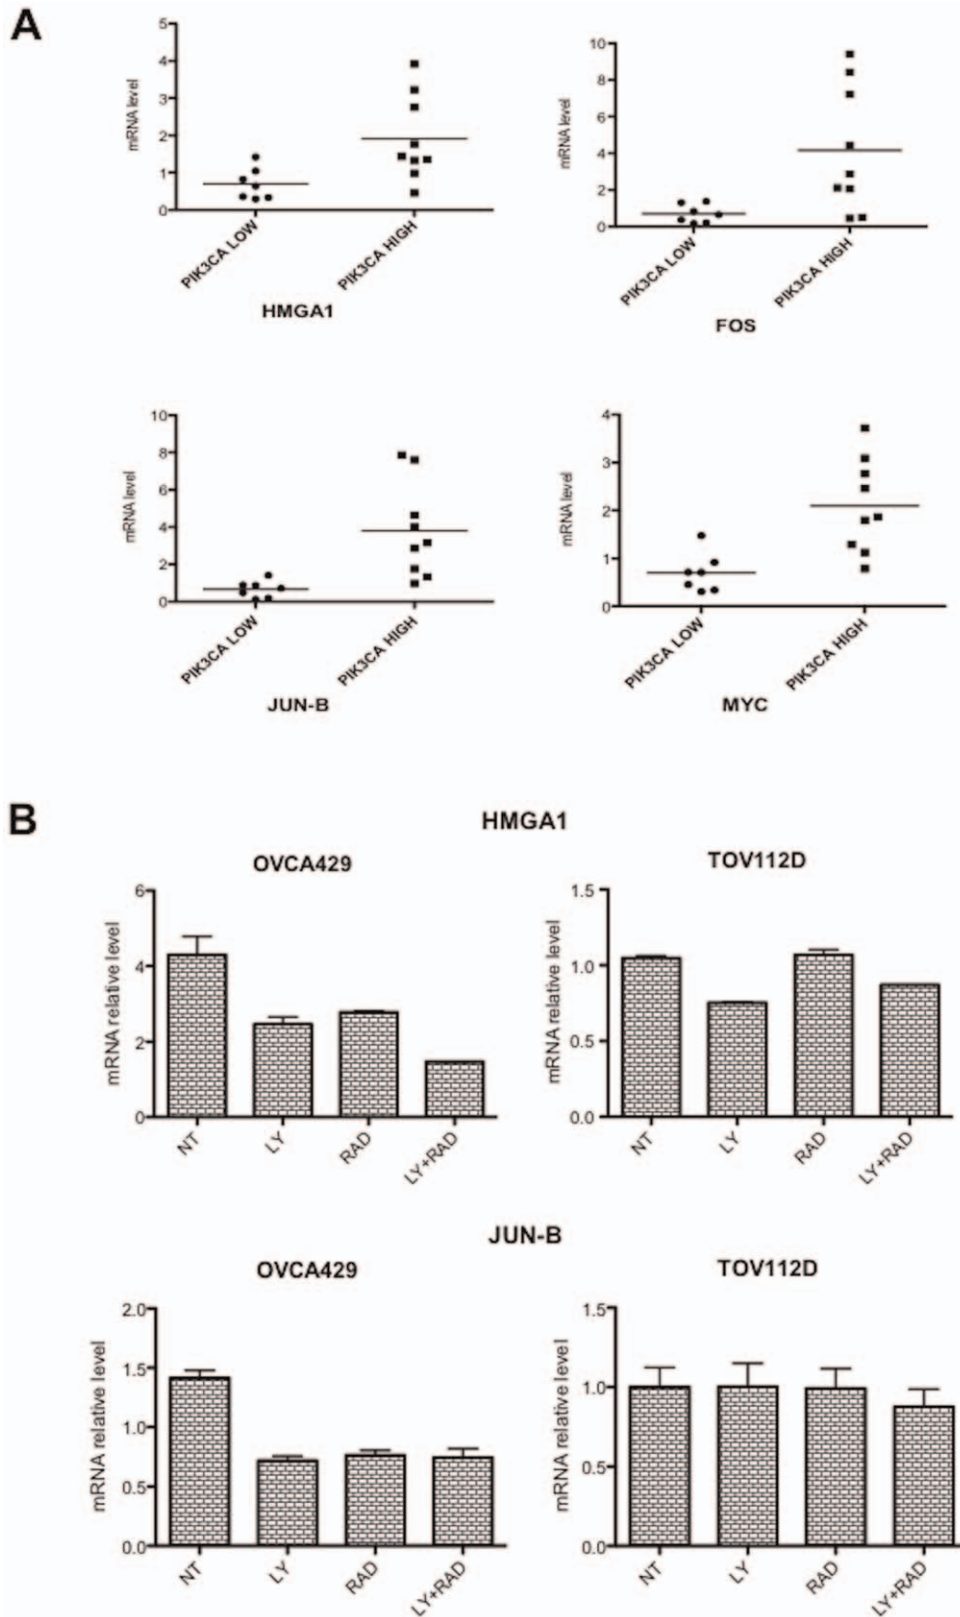 A
mRNA level
5
4
3
2
1
0
PIK3CA LOW
PIK3CA HIGH
HMGA1
mRNA level
10
8
6
4
2
0
PIK3CA LOW
PIK3CA HIGH
FOS
mRNA level
10
8
6
4
2
0
PIK3CA LOW
PIK3CA HIGH
JUN-B
mRNA level
4
3
2
1
0
PIK3CA LOW
PIK3CA HIGH
MYC
B
HMGA1
OVCA429
mRNA relative level
6
4
2
0
NT
LY
RAD
LY+RAD
TOV112D
mRNA relative level
1.5
1.0
0.5
0.0
NT
LY
RAD
LY+RAD
JUN-B
OVCA429
mRNA relative level
2.0
1.5
1.0
0.5
0.0
NT
LY
RAD
LY+RAD
TOV112D
mRNA relative level
1.5
1.0
0.5
0.0
NT
LY
RAD
LY+RAD